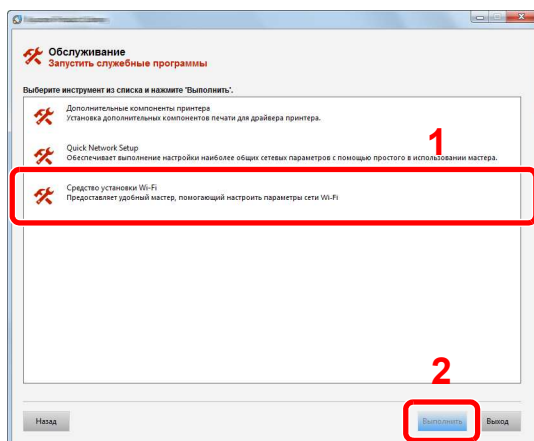 Обслуживание
Запустить служебные программы
Выберите инструмент из списка и нажмите 'Выполнить'.
Дополнительные компоненты принтера
Установка дополнительных компонентов печати для драйвера принтера.
1
Quick Network Setup
Обеспечивает выполнение настройки наиболее общих сетевых параметров с помощью простого в использовании мастера.
Средство установки Wi-Fi
Предоставляет удобный мастер, помогающий настроить параметры сети Wi-Fi
2
Назад
Выполнить
Выход